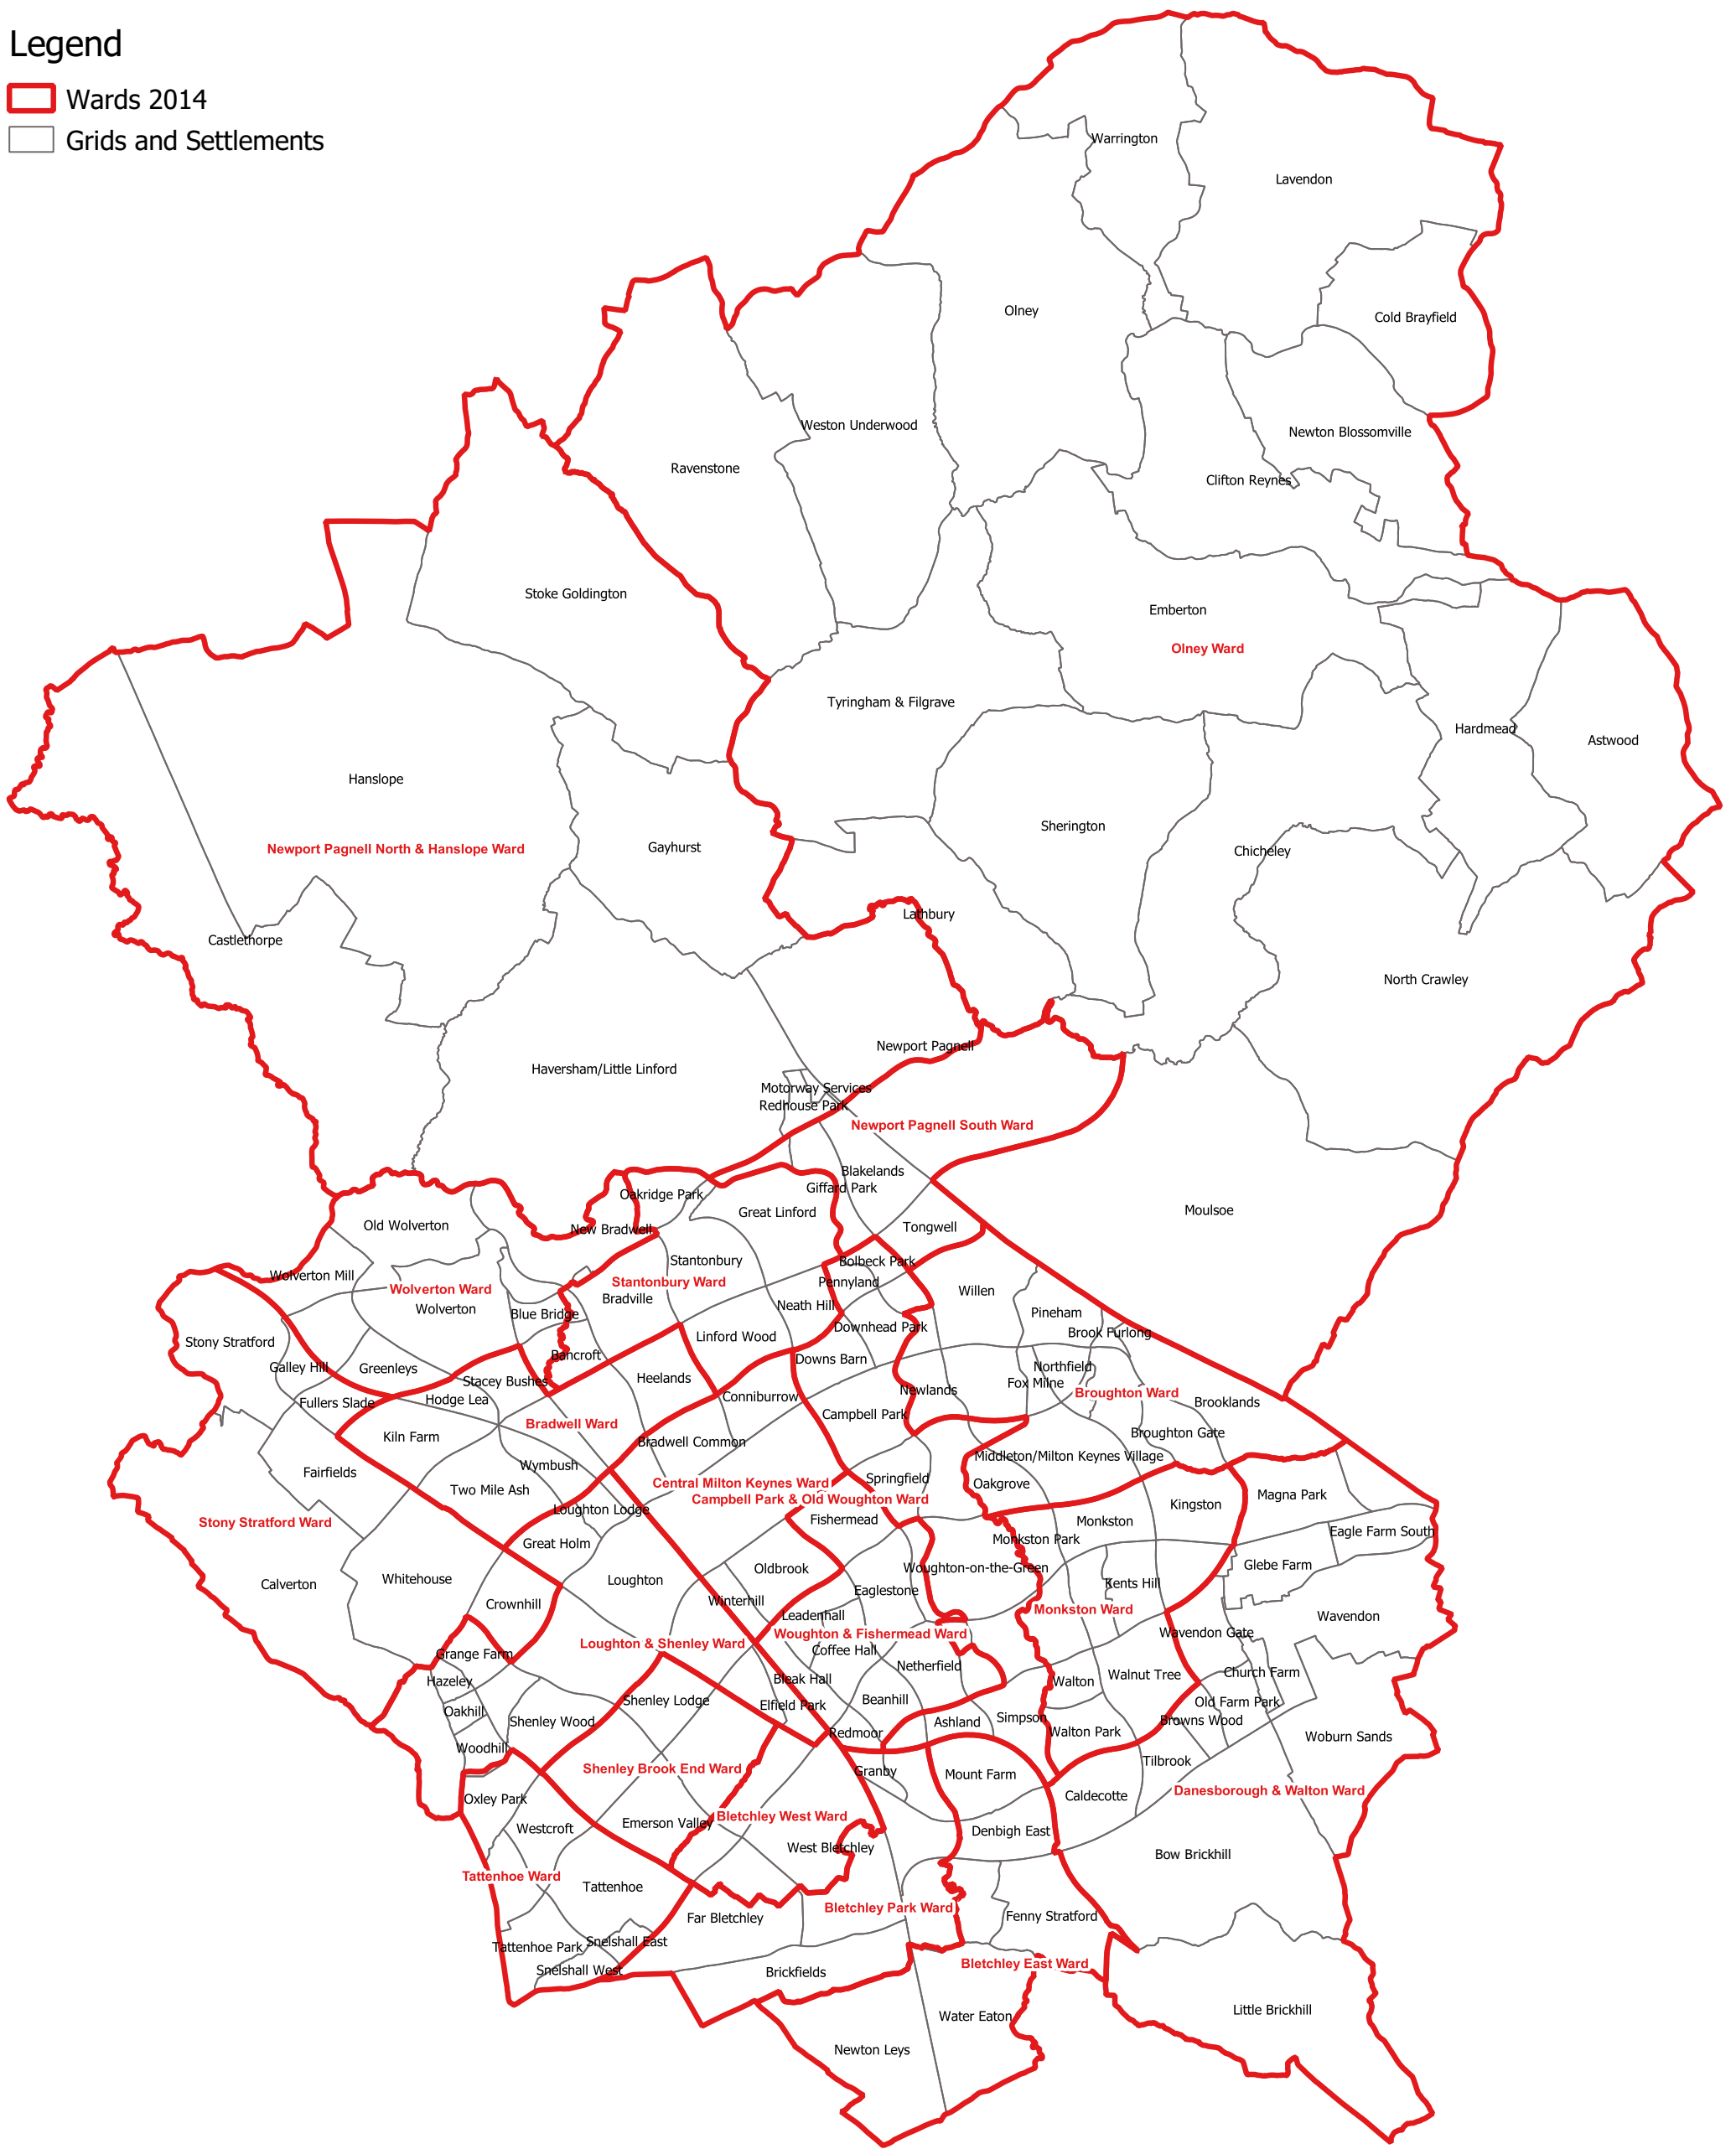 Legend
Wards 2014
Grids and Settlements
Warrington
Lavendon
Olney
Cold Brayfield
Weston Underwood
Newton Blossomville
Ravenstone
Clifton Reynes
Stoke Goldington
Emberton
Olney Ward
Tyringham & Filgrave
Hardmead
Astwood
Hanslope
Sherington
Newport Pagnell North & Hanslope Ward
Gayhurst
Chicheley
Lathbury
Castlethorpe
North Crawley
Newport Pagnell
Haversham/Little Linford
Motorway Services
Redhouse Park
Newport Pagnell South Ward
Blakelands
Giffard Park
Oakridge Park
Great Linford
Moulsoe
Old Wolverton
New Bradwell
Tongwell
Stantonbury
Bolbeck Park
Wolverton Mill
Wolverton Ward
Stantonbury Ward
Pennyland
Willen
Bradville
Neath Hill
Wolverton
Blue Bridge
Pineham
Downhead Park
Brook Furlong
Stony Stratford
Linford Wood
Bancroft
Downs Barn
Galley Hill
Greenleys
Northfield
Heelands
Stacey Bushes
Fox Milne
Newlands
Broughton Ward
Fullers Slade
Hodge Lea
Conniburrow
Brooklands
Campbell Park
Bradwell Ward
Kiln Farm
Broughton Gate
Bradwell Common
Middleton/Milton Keynes Village
Fairfields
Wymbush
Springfield
Oakgrove
Central Milton Keynes Ward
Two Mile Ash
Magna Park
Campbell Park & Old Woughton Ward
Kingston
Loughton Lodge
Stony Stratford Ward
Fishermead
Monkston
Eagle Farm South
Monkston Park
Great Holm
Glebe Farm
Oldbrook
Woughton-on-the-Green
Whitehouse
Loughton
Calverton
Kents Hill
Eaglestone
Winterhill
Crownhill
Monkston Ward
Leadenhall
Wavendon
Woughton & Fishermead Ward
Wavendon Gate
Loughton & Shenley Ward
Coffee Hall
Grange Farm
Netherfield
Church Farm
Walnut Tree
Hazeley
Bleak Hall
Walton
Shenley Lodge
Beanhill
Old Farm Park
Elfield Park
Oakhill
Simpson
Shenley Wood
Ashland
Browns Wood
Walton Park
Redmoor
Woburn Sands
Woodhill
Tilbrook
Shenley Brook End Ward
Granby
Mount Farm
Danesborough & Walton Ward
Caldecotte
Oxley Park
Bletchley West Ward
Emerson Valley
Westcroft
Denbigh East
West Bletchley
Bow Brickhill
Tattenhoe Ward
Tattenhoe
Bletchley Park Ward
Fenny Stratford
Far Bletchley
Snelshall East
Tattenhoe Park
Bletchley East Ward
Snelshall West
Brickfields
Little Brickhill
Water Eaton
Newton Leys